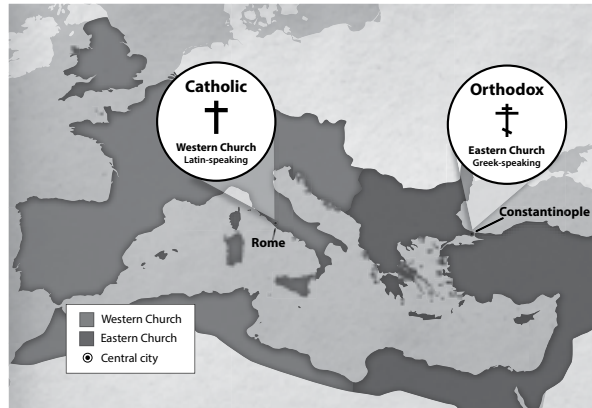 Catholic
Western Church
Latin-speaking
Orthodox
Eastern Church
Greek-speaking
Constantinople
Rome
Western Church
Eastern Church
Central city